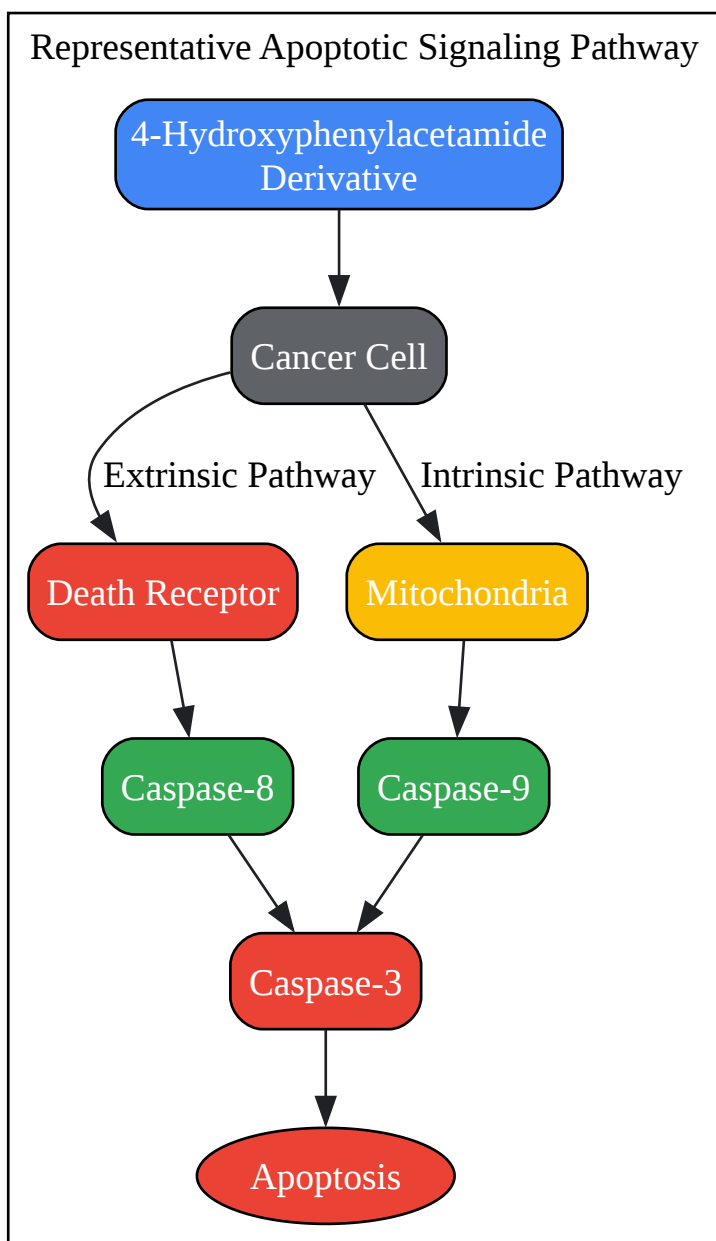 Representative Apoptotic Signaling Pathway
4-Hydroxyphenylacetamide
Derivative
Cancer Cell
Extrinsic Pathway
Intrinsic Pathway
Death Receptor
Mitochondria
Caspase-8
Caspase-9
Caspase-3
Apoptosis